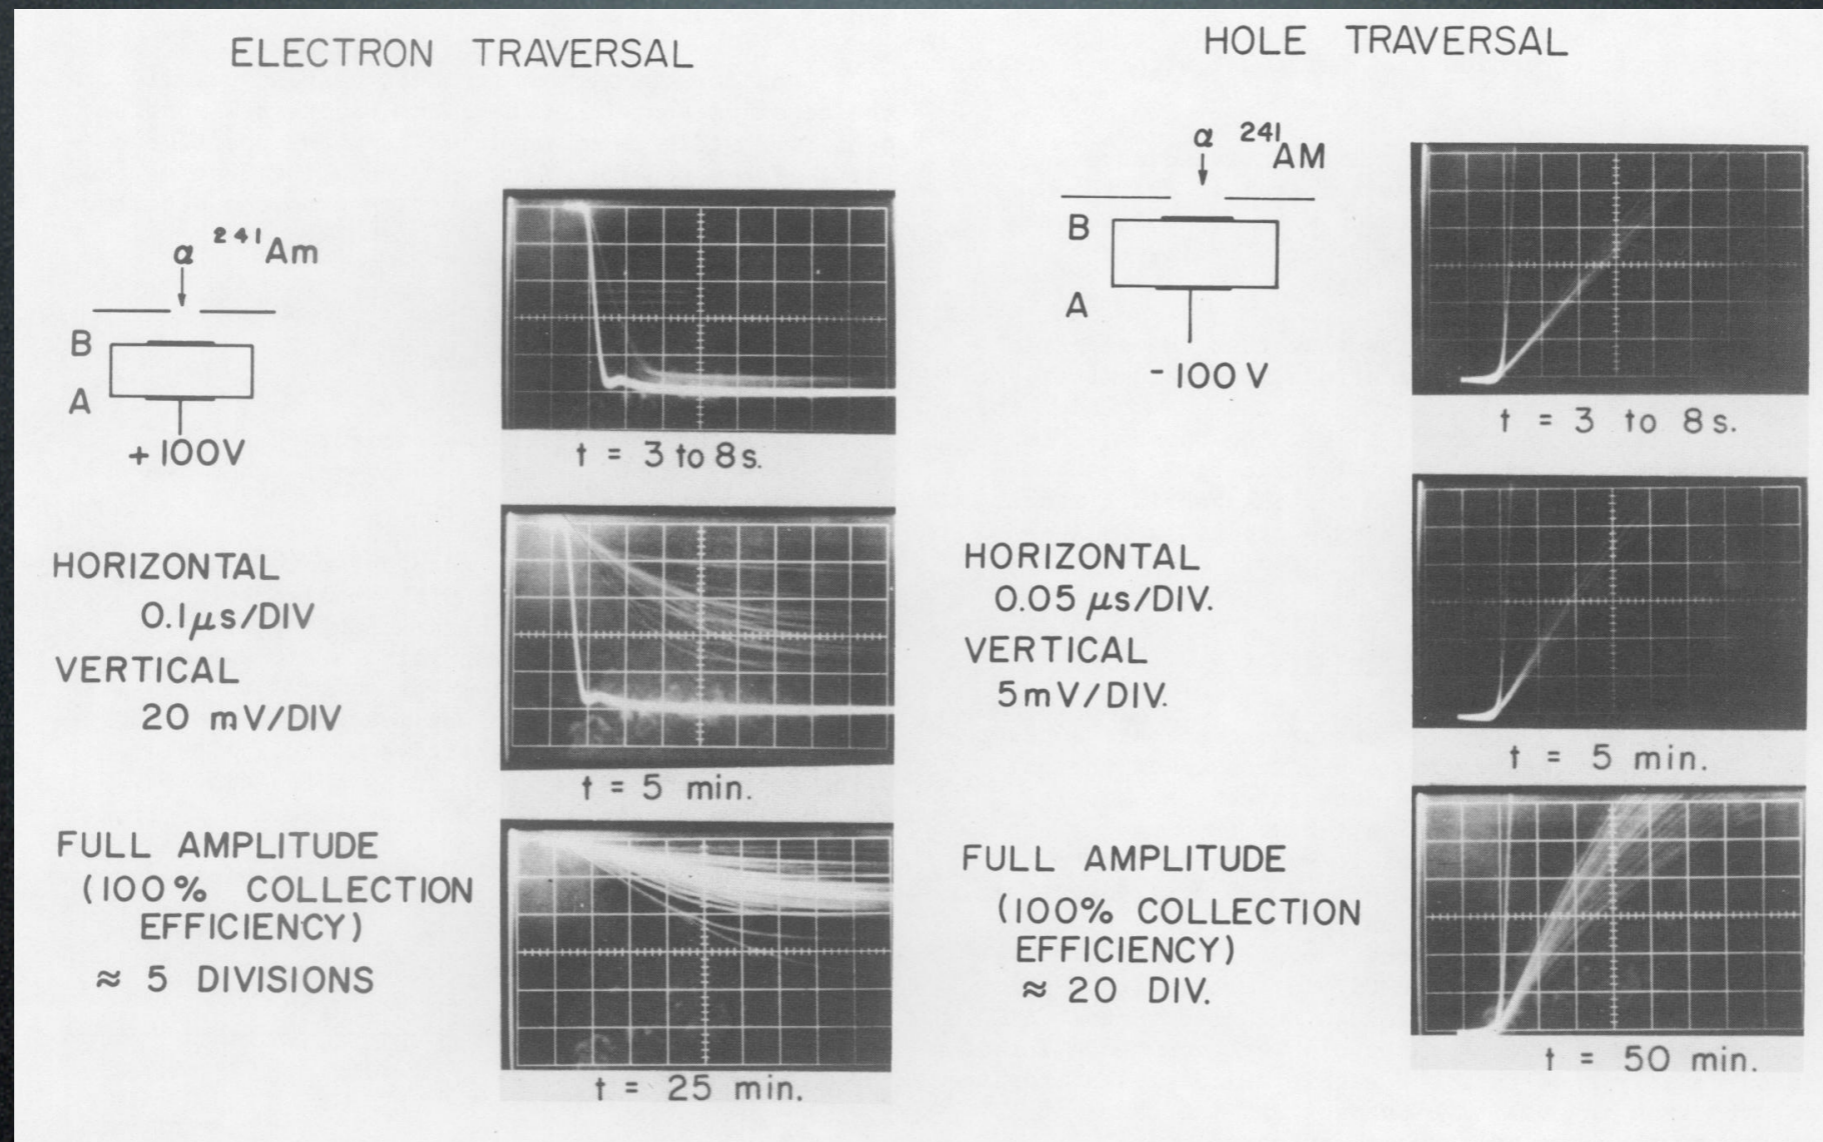 ELECTRON TRAVERSAL
α ²⁴¹Am
B
A
+100V
t = 3 to 8s.
HORIZONTAL
0.1μs/DIV
VERTICAL
20 mV/DIV
t = 5 min.
FULL AMPLITUDE
(100% COLLECTION
EFFICIENCY)
≈ 5 DIVISIONS
t = 25 min.
HOLE TRAVERSAL
α ²⁴¹AM
B
A
-100V
t = 3 to 8s.
HORIZONTAL
0.05 μs/DIV.
VERTICAL
5mV/DIV.
t = 5 min.
FULL AMPLITUDE
(100% COLLECTION
EFFICIENCY)
≈ 20 DIV.
t = 50 min.